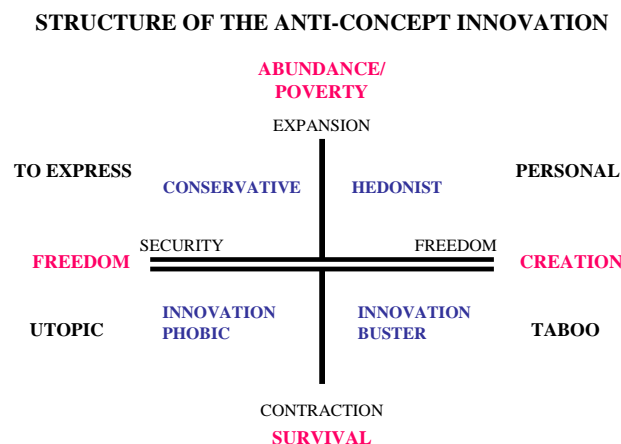 STRUCTURE OF THE ANTI-CONCEPT INNOVATION
ABUNDANCE/
POVERTY
EXPANSION
TO EXPRESS
CONSERVATIVE
HEDONIST
PERSONAL
SECURITY
FREEDOM
FREEDOM
CREATION
UTOPIC
INNOVATION
PHOBIC
INNOVATION
BUSTER
TABOO
CONTRACTION
SURVIVAL